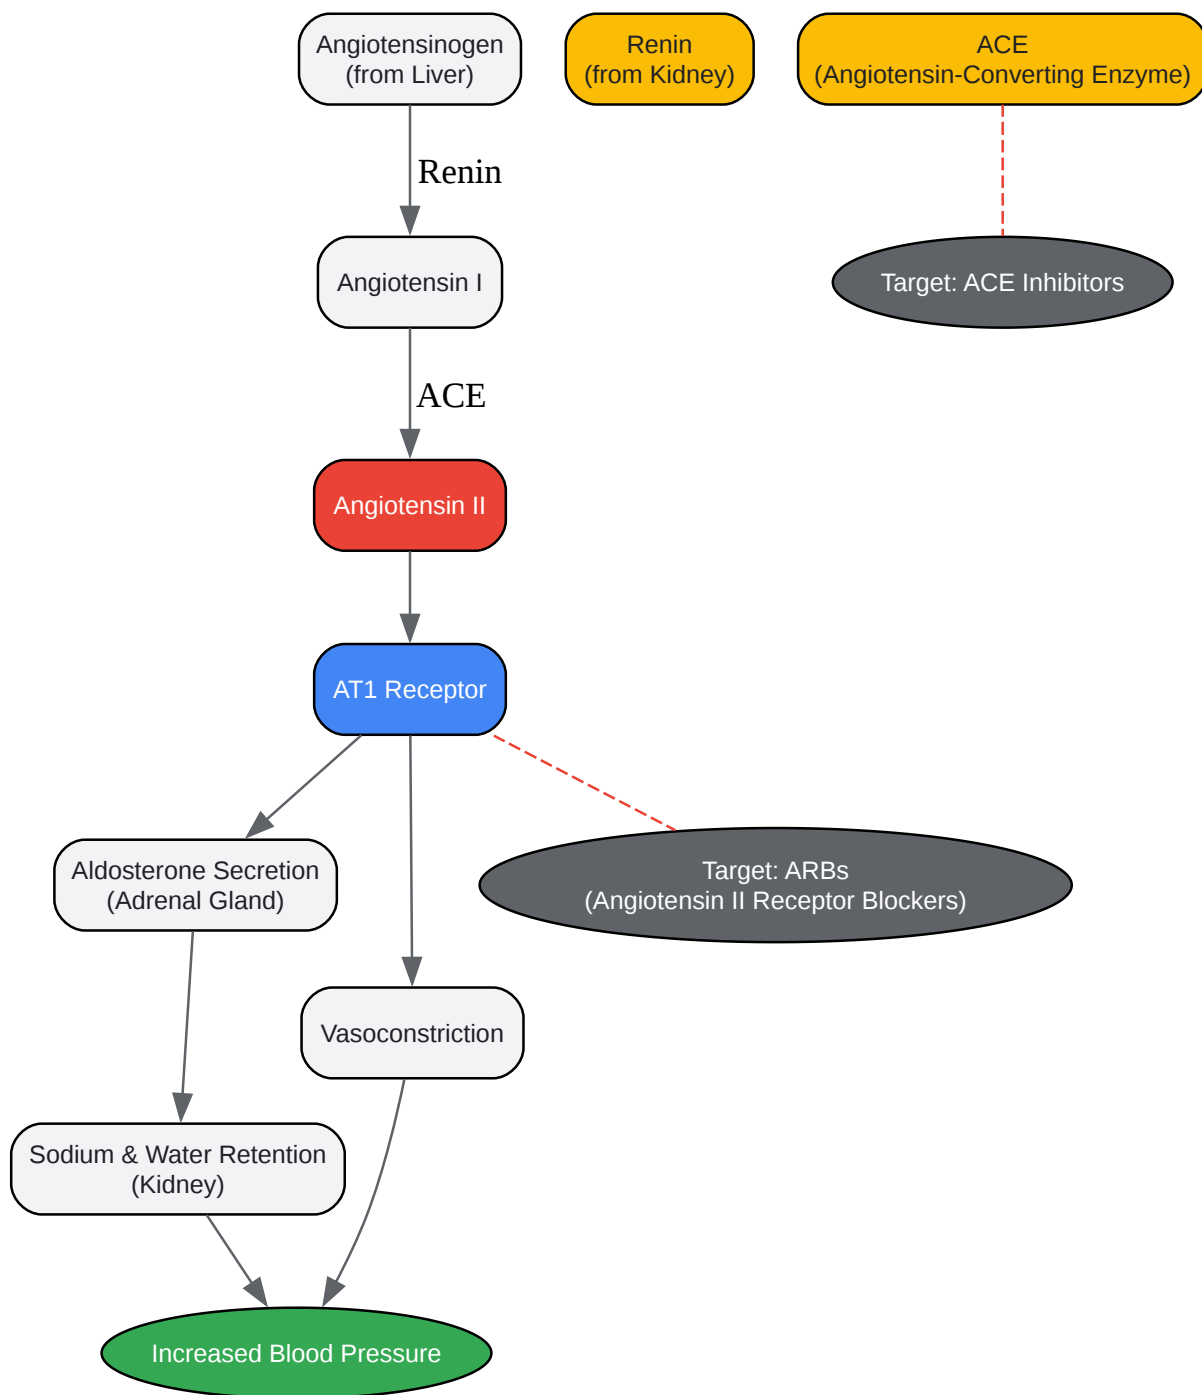 Angiotensinogen
(from Liver)
Renin
(from Kidney)
ACE
(Angiotensin-Converting Enzyme)
Renin
Angiotensin I
Target: ACE Inhibitors
ACE
Angiotensin II
AT1 Receptor
Aldosterone Secretion
(Adrenal Gland)
Target: ARBs
(Angiotensin II Receptor Blockers)
Vasoconstriction
Sodium & Water Retention
(Kidney)
Increased Blood Pressure